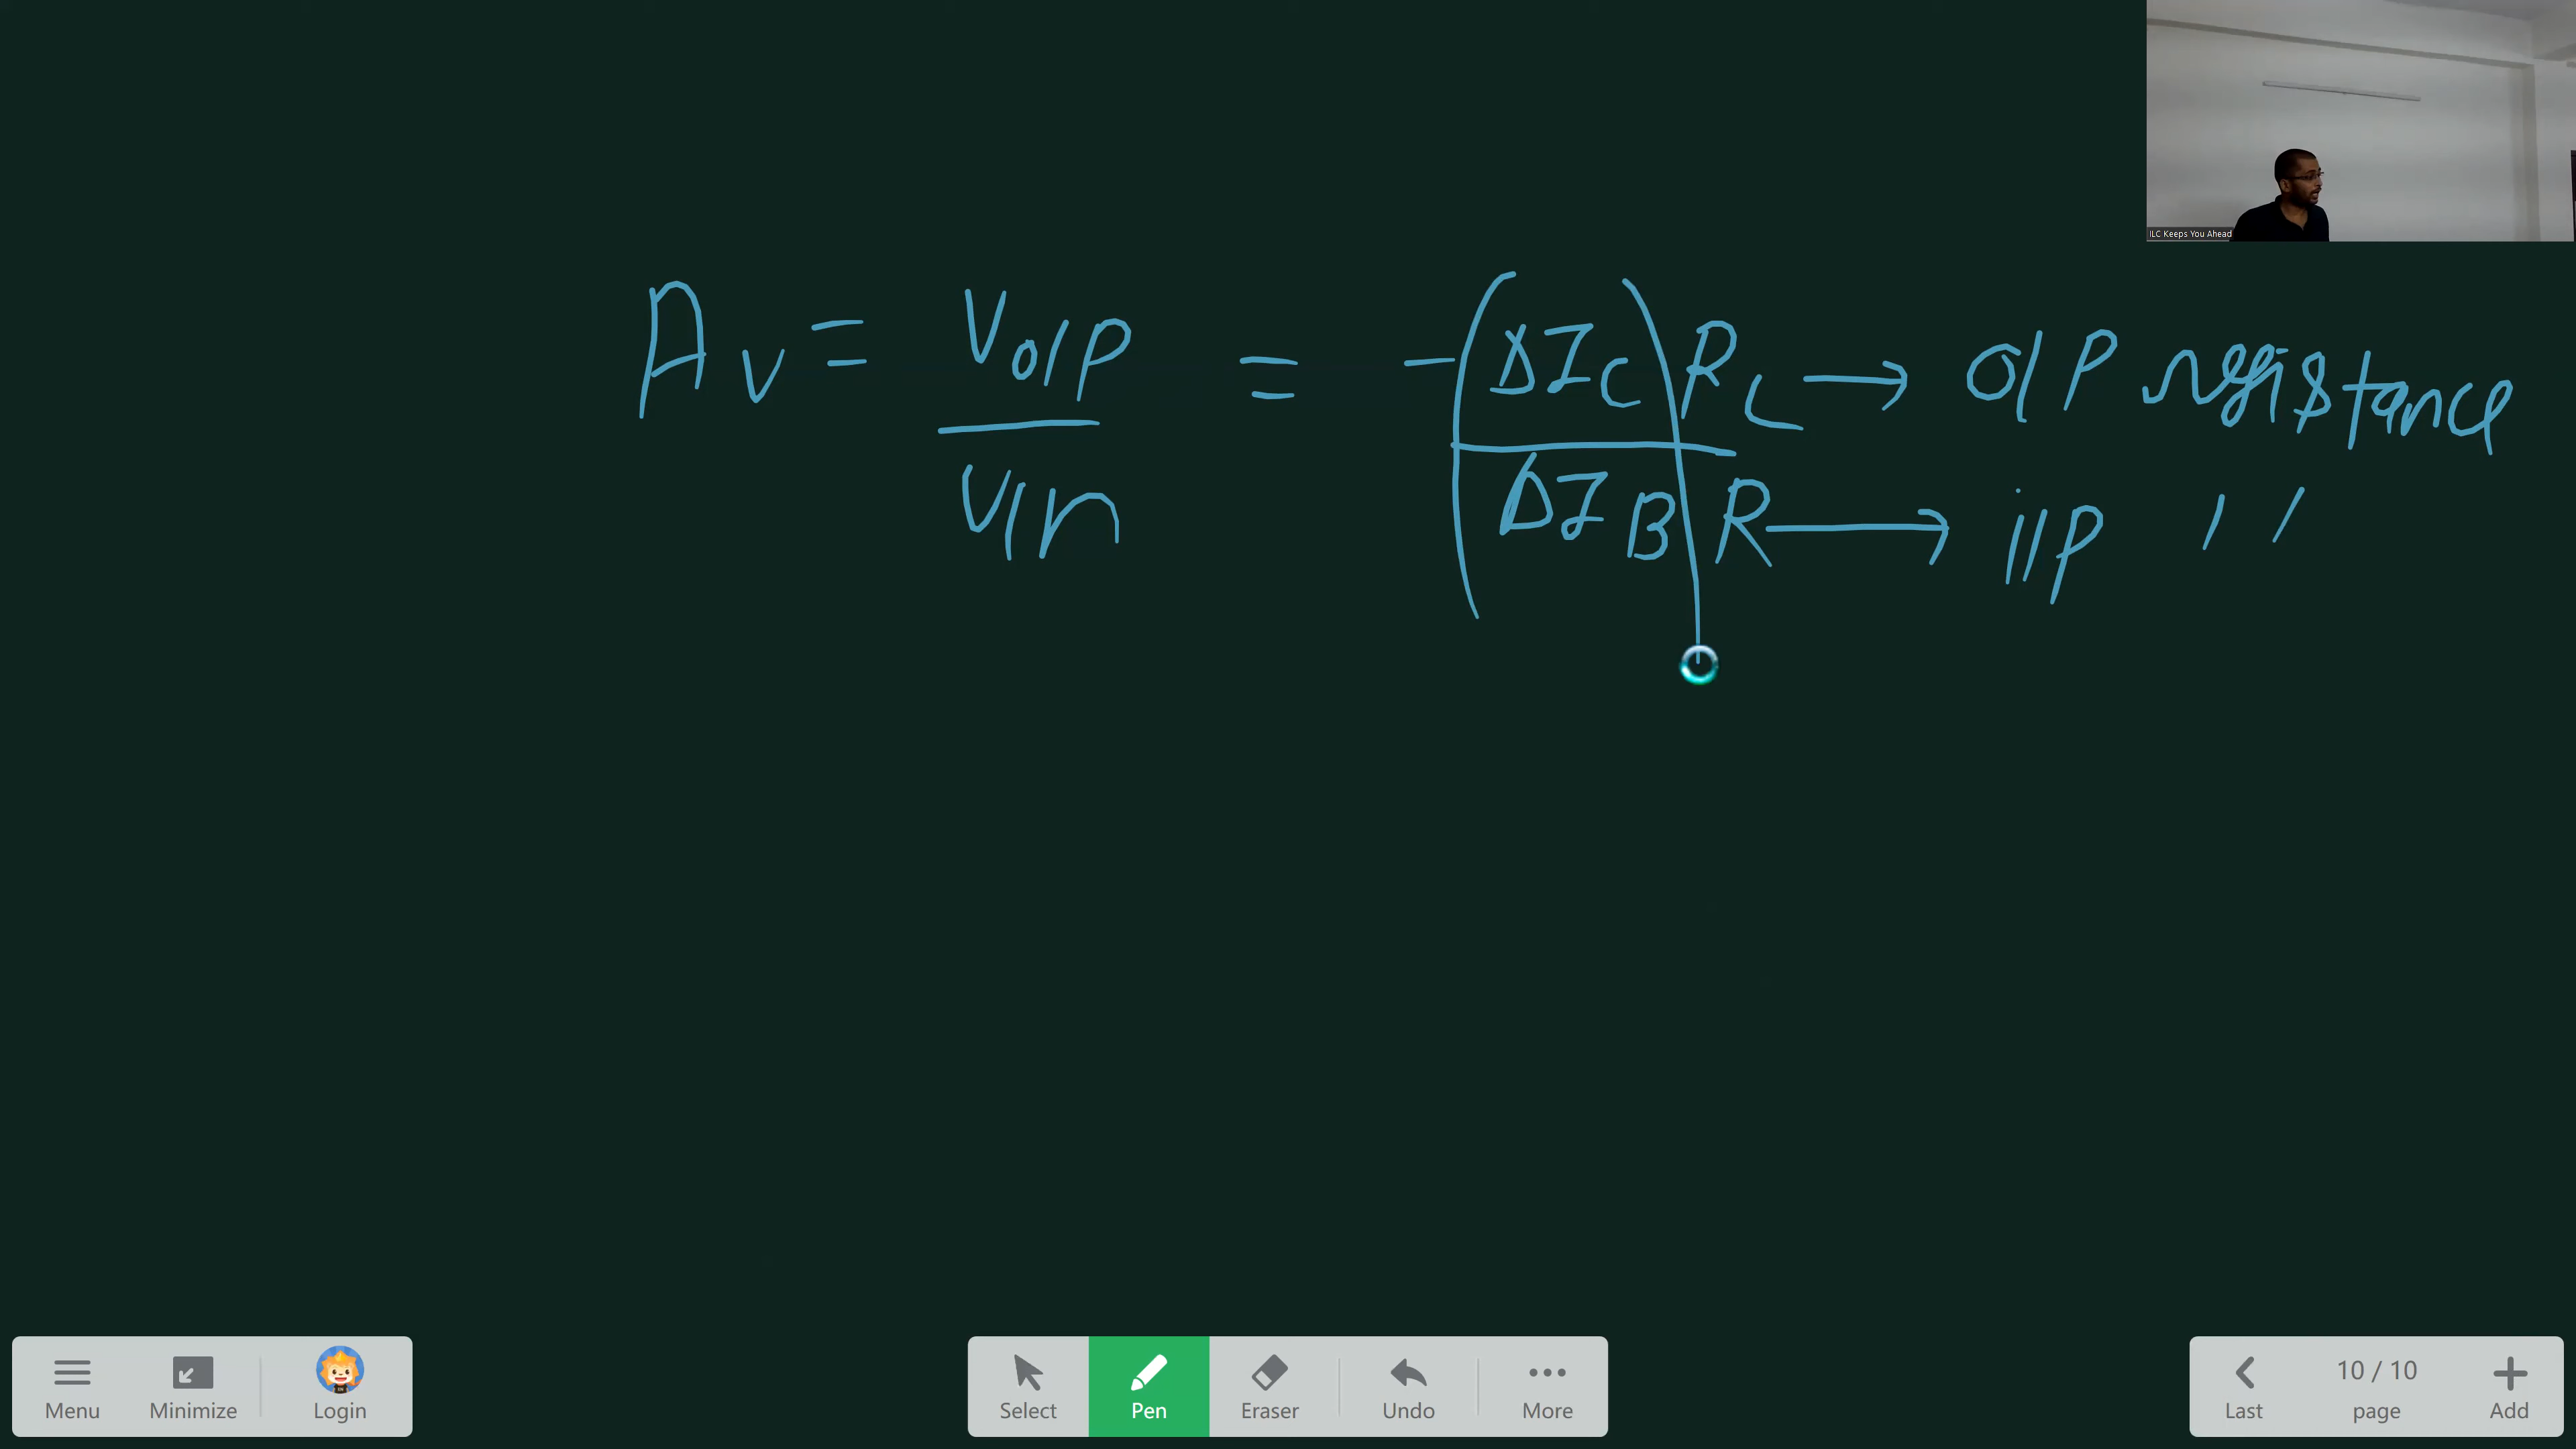 ILC Keeps You Ahead
Av = Vo/p / Vin = -(ΔIC / ΔIB) RL / R
RL → o/p resistance
R → i/p ' '
Menu Minimize Login Select Pen Eraser Undo More Last 10 / 10 page Add